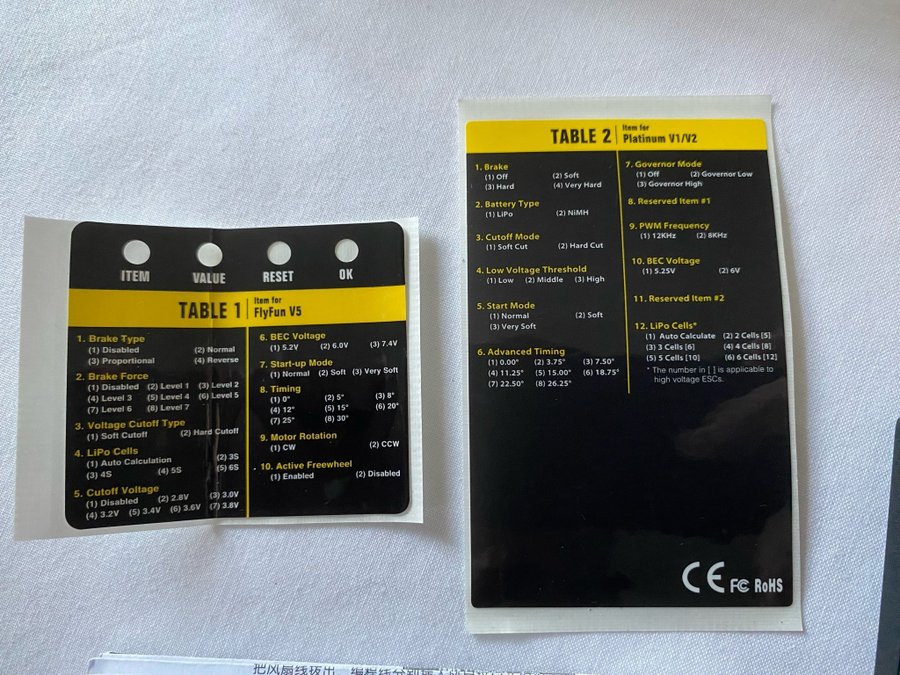 ITEM VALUE RESET OK
TABLE 1 Item for
FlyFun V5
1. Brake Type
(1) Disabled (2) Normal
(3) Proportional (4) Reverse
2. Brake Force
(1) Disabled (2) Level 1 (3) Level 2
(4) Level 3 (5) Level 4 (6) Level 5
(7) Level 6 (8) Level 7
3. Voltage Cutoff Type
(1) Soft Cutoff (2) Hard Cutoff
4. LiPo Cells
(1) Auto Calculation (2) 3S
(3) 4S (4) 5S (5) 6S
5. Cutoff Voltage
(1) Disabled (2) 2.8V (3) 3.0V
(4) 3.2V (5) 3.4V (6) 3.6V (7) 3.8V
6. BEC Voltage
(1) 5.2V (2) 6.0V (3) 7.4V
7. Start-up Mode
(1) Normal (2) Soft (3) Very Soft
8. Timing
(1) 0° (2) 5° (3) 8°
(4) 12° (5) 15° (6) 20°
(7) 25° (8) 30°
9. Motor Rotation
(1) CW (2) CCW
10. Active Freewheel
(1) Enabled (2) Disabled
TABLE 2 Item for
Platinum V1/V2
1. Brake
(1) Off (2) Soft
(3) Hard (4) Very Hard
2. Battery Type
(1) LiPo (2) NiMH
3. Cutoff Mode
(1) Soft Cut (2) Hard Cut
4. Low Voltage Threshold
(1) Low (2) Middle (3) High
5. Start Mode
(1) Normal (2) Soft
(3) Very Soft
6. Advanced Timing
(1) 0.00° (2) 3.75° (3) 7.50°
(4) 11.25° (5) 15.00° (6) 18.75°
(7) 22.50° (8) 26.25°
7. Governor Mode
(1) Off (2) Governor Low
(3) Governor High
8. Reserved Item #1
9. PWM Frequency
(1) 12KHz (2) 8KHz
10. BEC Voltage
(1) 5.25V (2) 6V
11. Reserved Item #2
12. LiPo Cells*
(1) Auto Calculate (2) 2 Cells [5]
(3) 3 Cells [6] (4) 4 Cells [8]
(5) 5 Cells [10] (6) 6 Cells [12]
* The number in [ ] is applicable to
high voltage ESCs.
CE FC RoHS
把风扇线拔出